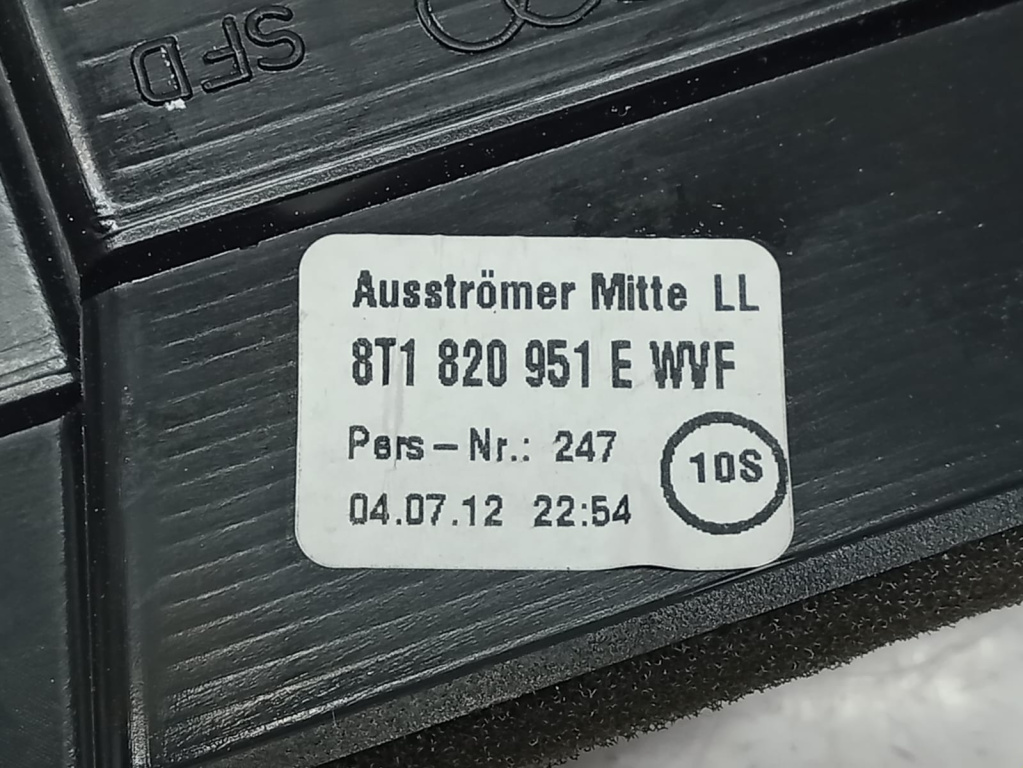 SFD
Ausströmer Mitte LL
8T1 820 951 E WVF
Pers-Nr.: 247
10S
04.07.12 22:54